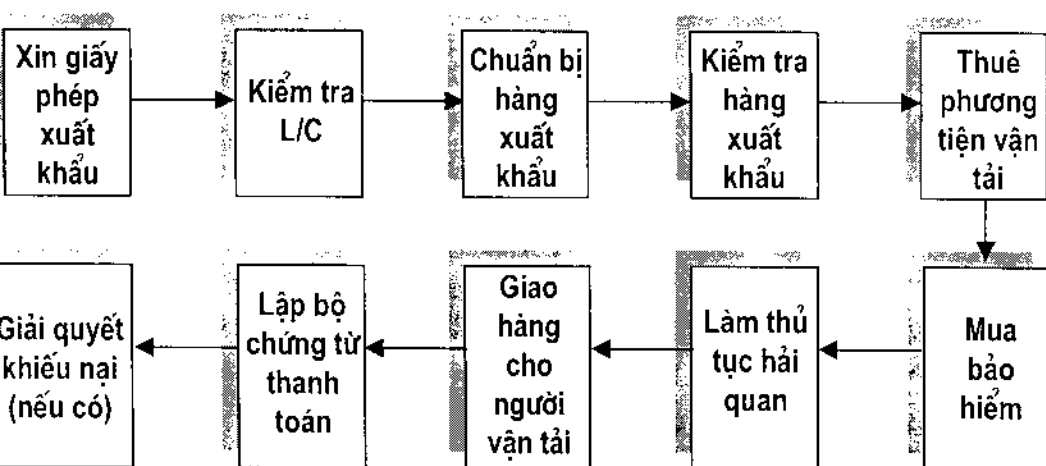 Xin giấy
phép
xuất
khẩu
Kiểm tra
L/C
Chuẩn bị
hàng
xuất
khẩu
Kiểm tra
hàng
xuất
khẩu
Thuê
phương
tiện vận
tải
Mua
bảo
hiểm
Làm thủ
tục hải
quan
Giao
hàng
cho
người
vận tải
Lập bộ
chứng từ
thanh
toán
Giải quyết
khiếu nại
(nếu có)